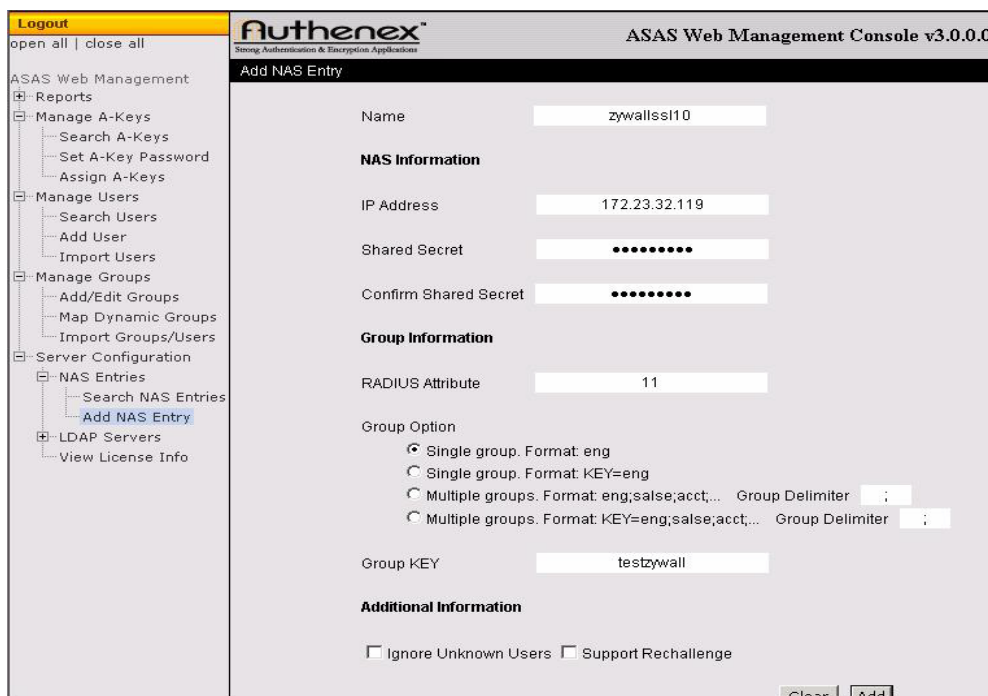 Logout
open all | close all
ASAS Web Management
Reports
Manage A-Keys
Search A-Keys
Set A-Key Password
Assign A-Keys
Manage Users
Search Users
Add User
Import Users
Manage Groups
Add/Edit Groups
Map Dynamic Groups
Import Groups/Users
Server Configuration
NAS Entries
Search NAS Entries
Add NAS Entry
LDAP Servers
View License Info
Authenex™
Strong Authentication & Encryption Applications
ASAS Web Management Console v3.0.0.0
Add NAS Entry
Name zywallssl10
NAS Information
IP Address 172.23.32.119
Shared Secret •••••••••
Confirm Shared Secret •••••••••
Group Information
RADIUS Attribute 11
Group Option
Single group. Format: eng
Single group. Format: KEY=eng
Multiple groups. Format: eng;salse;acct;... Group Delimiter ;
Multiple groups. Format: KEY=eng;salse;acct;... Group Delimiter ;
Group KEY testzywall
Additional Information
Ignore Unknown Users Support Rechallenge
Clear Add